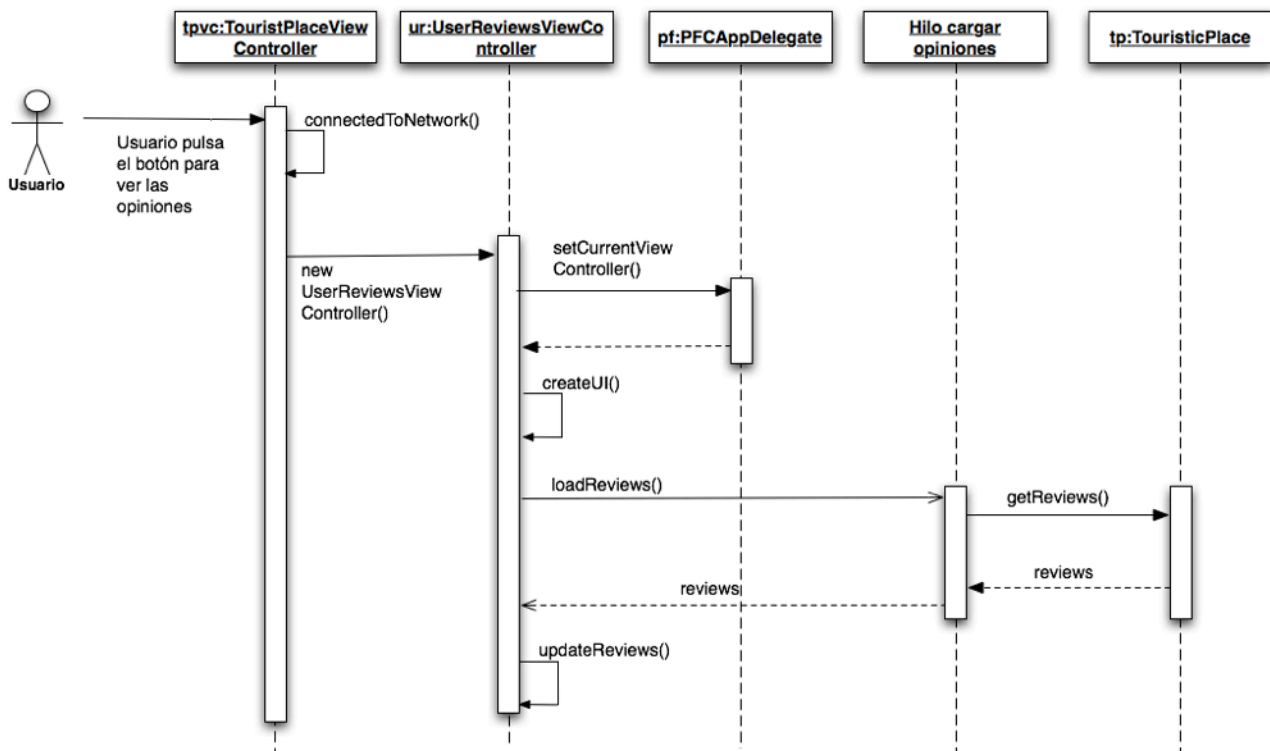 tpvc:TouristPlaceView
Controller
ur:UserReviewsViewCo
ntroller
pf:PFCAppDelegate
Hilo cargar
opiniones
tp:TouristicPlace
connectedToNetwork()
Usuario pulsa
el botón para
ver las
opiniones
Usuario
new
UserReviewsView
Controller()
setCurrentView
Controller()
createUI()
loadReviews()
getReviews()
reviews
reviews
updateReviews()